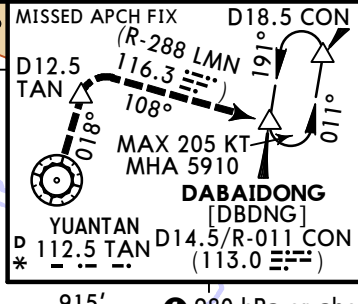 MISSED APCH FIX
D18.5 CON
(R-288 LMN
116.3 )
D12.5
TAN
108°
018°
191°
011°
MAX 205 KT
MHA 5910
DABAIDONG
[DBDNG]
D14.5/R-011 CON
(113.0 )
YUANTAN
D
* 112.5 TAN
915'